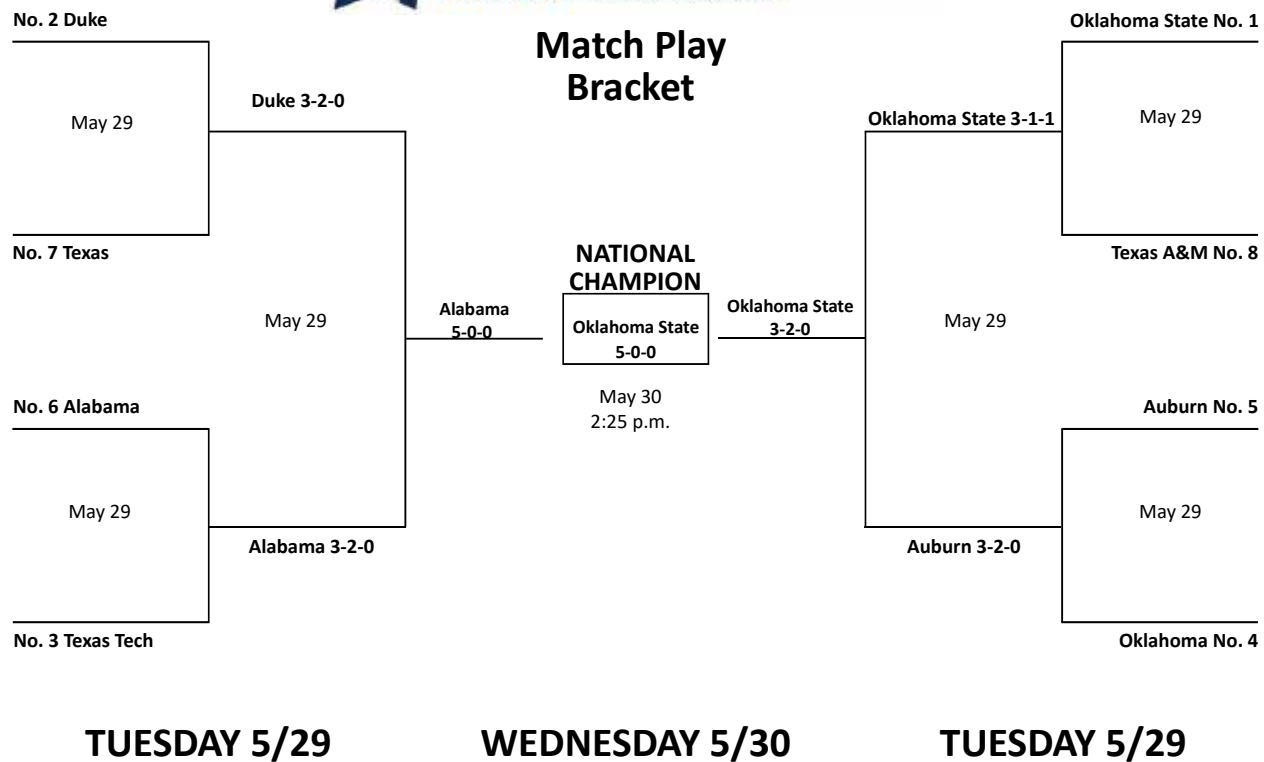 No. 2 Duke
Oklahoma State No. 1
Match Play
Bracket
Duke 3-2-0
May 29
Oklahoma State 3-1-1
May 29
No. 7 Texas
Texas A&M No. 8
NATIONAL
CHAMPION
May 29
Alabama
5-0-0
Oklahoma State
5-0-0
Oklahoma State
3-2-0
May 29
May 30
2:25 p.m.
No. 6 Alabama
Auburn No. 5
May 29
May 29
Alabama 3-2-0
Auburn 3-2-0
No. 3 Texas Tech
Oklahoma No. 4
TUESDAY 5/29
WEDNESDAY 5/30
TUESDAY 5/29